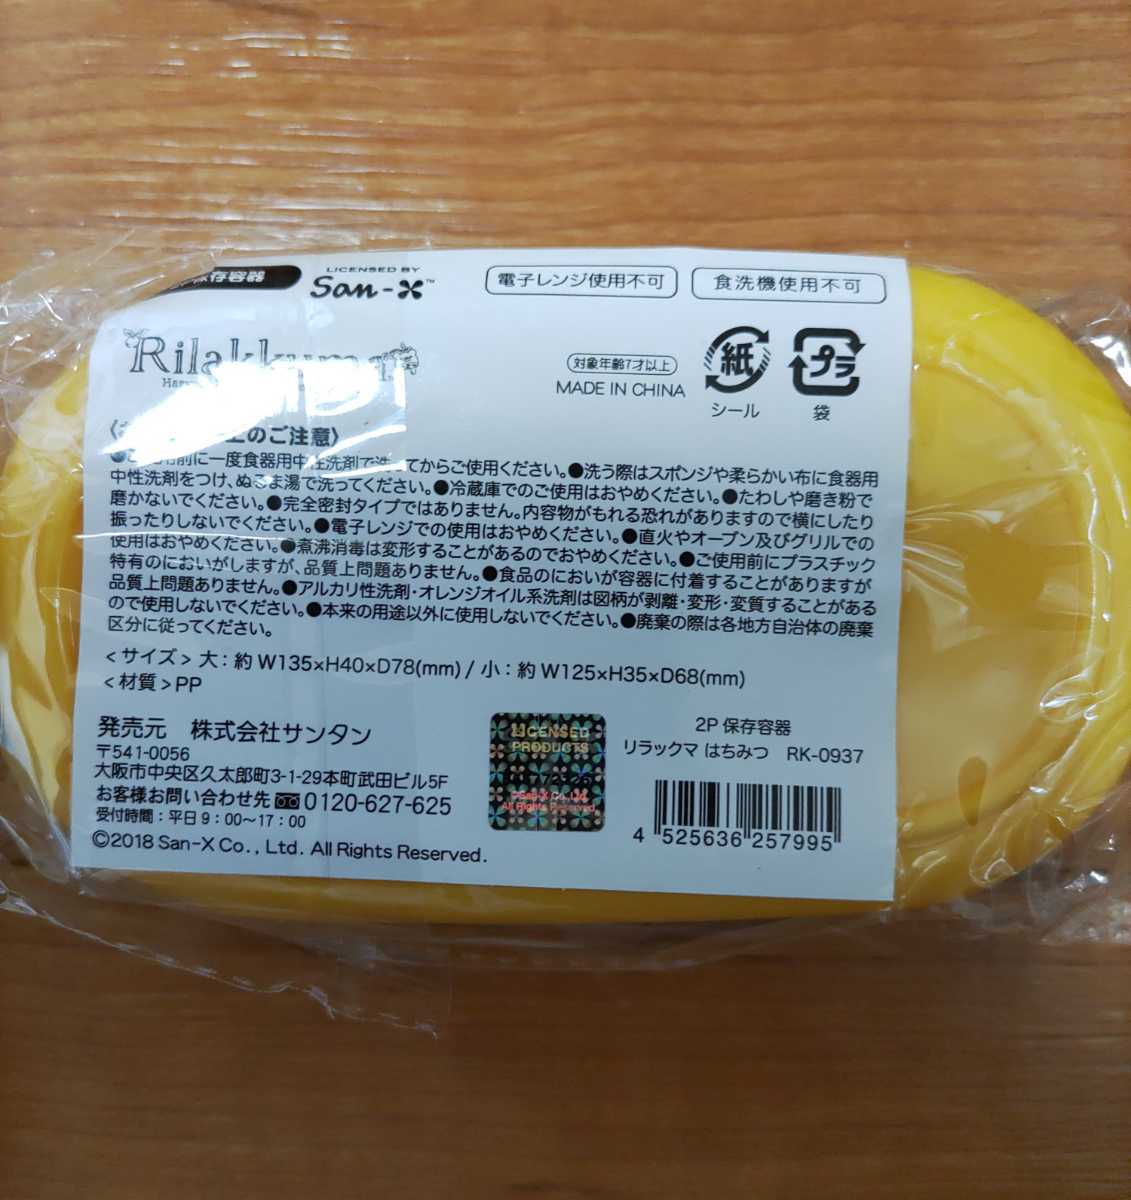 保存容器
LICENSED BY
San-X™
電子レンジ使用不可
食洗機使用不可
Rilakkuma
対象年齢7才以上
MADE IN CHINA
紙
シール
プラ
袋
上のご注意〉
前に一度食器用中性洗剤で洗ってからご使用ください。●洗う際はスポンジや柔らかい布に食器用
中性洗剤をつけ、ぬるま湯で洗ってください。●冷蔵庫でのご使用はおやめください。●たわしや磨き粉で
磨かないでください。●完全密封タイプではありません。内容物がもれる恐れがありますので横にしたり
振ったりしないでください。●電子レンジでの使用はおやめください。●直火やオーブン及びグリルでの
使用はおやめください。●煮沸消毒は変形することがあるのでおやめください。●ご使用前にプラスチック
特有のにおいがしますが、品質上問題ありません。●食品のにおいが容器に付着することがありますが
品質上問題ありません。●アルカリ性洗剤・オレンジオイル系洗剤は図柄が剥離・変形・変質することがある
ので使用しないでください。●本来の用途以外に使用しないでください。●廃棄の際は各地方自治体の廃棄
区分に従ってください。
<サイズ> 大：約 W135×H40×D78(mm) / 小：約 W125×H35×D68(mm)
<材質> PP
発売元 株式会社サンタン
〒541-0056
大阪市中央区久太郎町3-1-29本町武田ビル5F
お客様お問い合わせ先 0120-627-625
受付時間：平日 9：00〜17：00
©2018 San-X Co., Ltd. All Rights Reserved.
LICENSED
PRODUCTS
©San-X Co., Ltd.
All Rights Reserved.
2P 保存容器
リラックマ はちみつ RK-0937
4 525636 257995